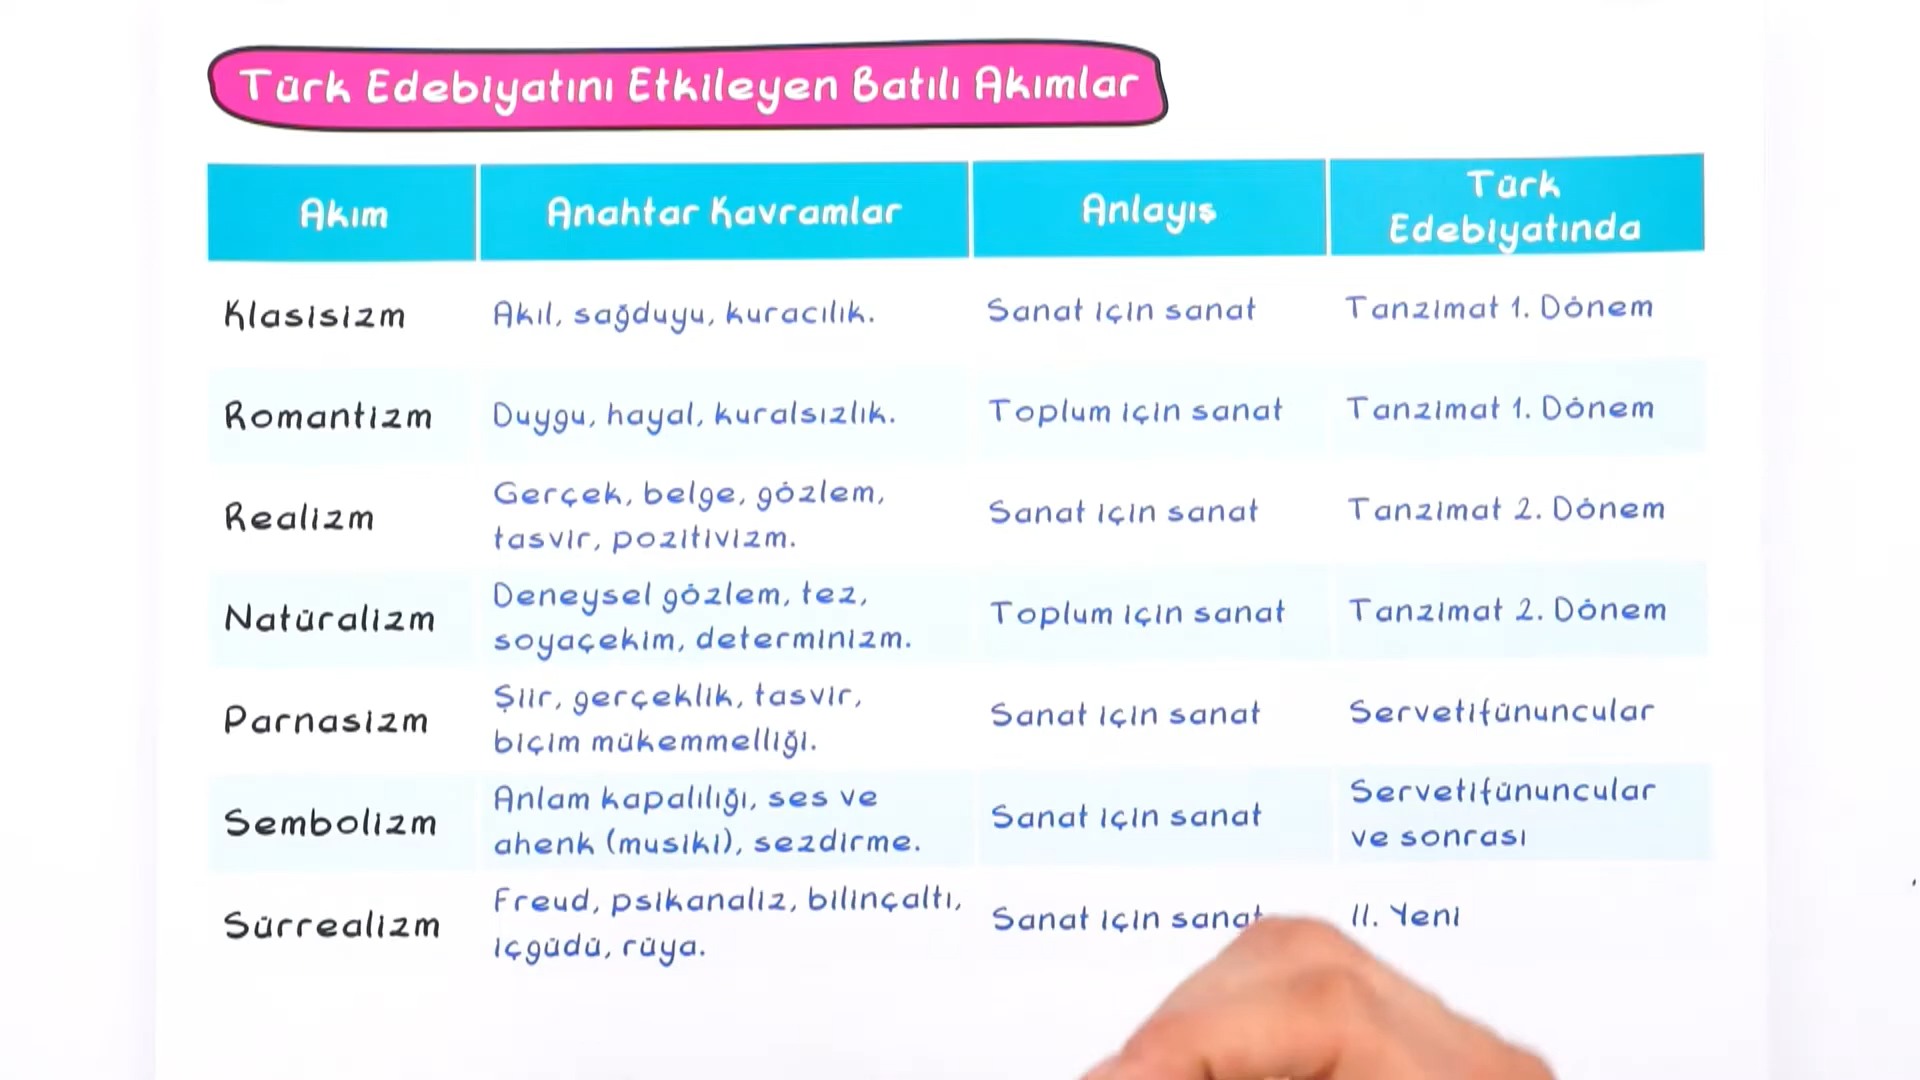 Türk Edebiyatını Etkileyen Batılı Akımlar
Akım
Anahtar Kavramlar
Anlayış
Türk
Edebiyatında
Klasisizm
Akıl, sağduyu, kuracılık.
Sanat için sanat
Tanzimat 1. Dönem
Romantizm
Duygu, hayal, kuralsızlık.
Toplum için sanat
Tanzimat 1. Dönem
Realizm
Gerçek, belge, gözlem,
tasvir, pozitivizm.
Sanat için sanat
Tanzimat 2. Dönem
Natüralizm
Deneysel gözlem, tez,
soyaçekim, determinizm.
Toplum için sanat
Tanzimat 2. Dönem
Parnasizm
Şiir, gerçeklik, tasvir,
biçim mükemmelliği.
Sanat için sanat
Servetifünuncular
Sembolizm
Anlam kapalılığı, ses ve
ahenk (musiki), sezdirme.
Sanat için sanat
Servetifünuncular
ve sonrası
Sürrealizm
Freud, psikanaliz, bilinçaltı,
içgüdü, rüya.
Sanat için sanat
II. Yeni